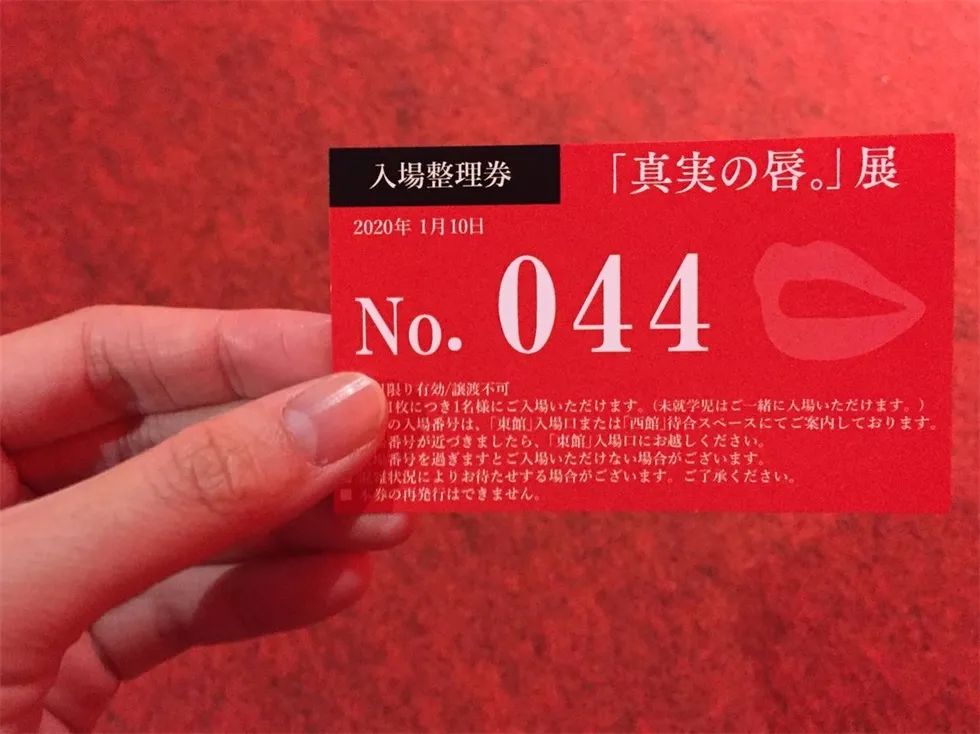 入場整理券
「真実の唇。」展
2020年 1月10日
No. 044
限り有効/譲渡不可
1枚につき1名様にご入場いただけます。（未就学児はご一緒に入場いただけます。）
の入場番号は、「東館」入場口または「西館」待合スペースにてご案内しております。
番号が近づきましたら、「東館」入場口にお越しください。
番号を過ぎますとご入場いただけない場合がございます。
状況によりお待たせする場合がございます。ご了承ください。
■ 本券の再発行はできません。